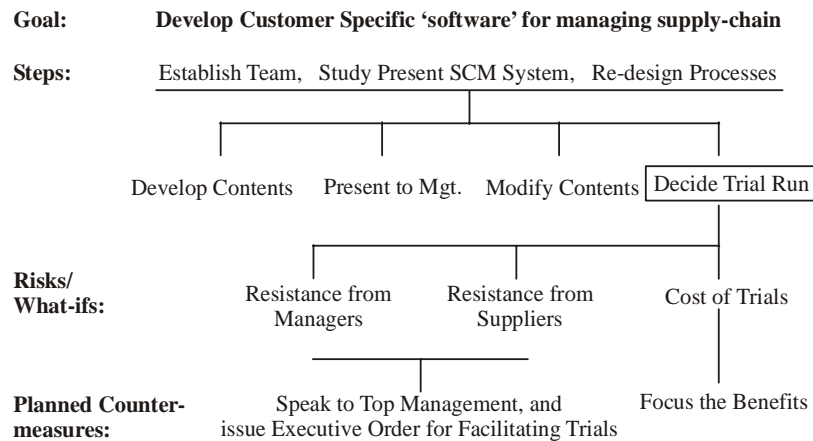 Goal: Develop Customer Specific ‘software’ for managing supply-chain
Steps: Establish Team, Study Present SCM System, Re-design Processes
Develop Contents Present to Mgt. Modify Contents Decide Trial Run
Risks/
What-ifs:
Resistance from
Managers
Resistance from
Suppliers
Cost of Trials
Planned Counter-
measures:
Speak to Top Management, and
issue Executive Order for Facilitating Trials
Focus the Benefits